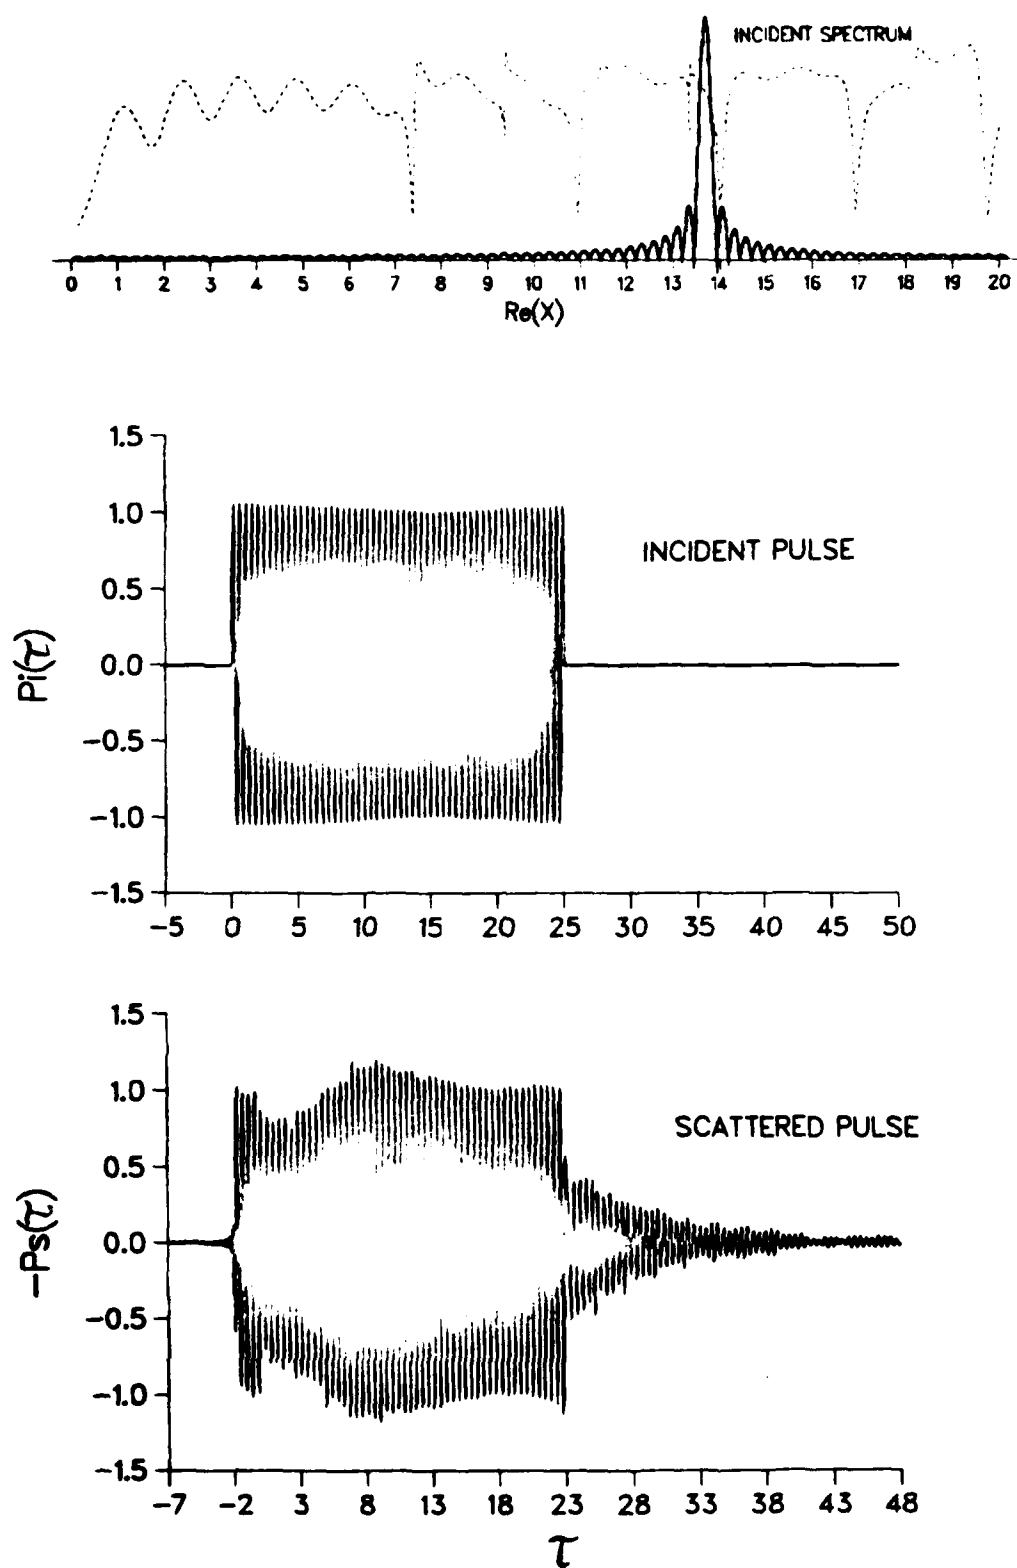 INCIDENT SPECTRUM
0 1 2 3 4 5 6 7 8 9 10 11 12 13 14 15 16 17 18 19 20
Re(X)
1.5
1.0
INCIDENT PULSE
0.5
Pi(τ)
0.0
-0.5
-1.0
-1.5
-5 0 5 10 15 20 25 30 35 40 45 50
1.5
1.0
SCATTERED PULSE
0.5
-Ps(τ)
0.0
-0.5
-1.0
-1.5
-7 -2 3 8 13 18 23 28 33 38 43 48
τ